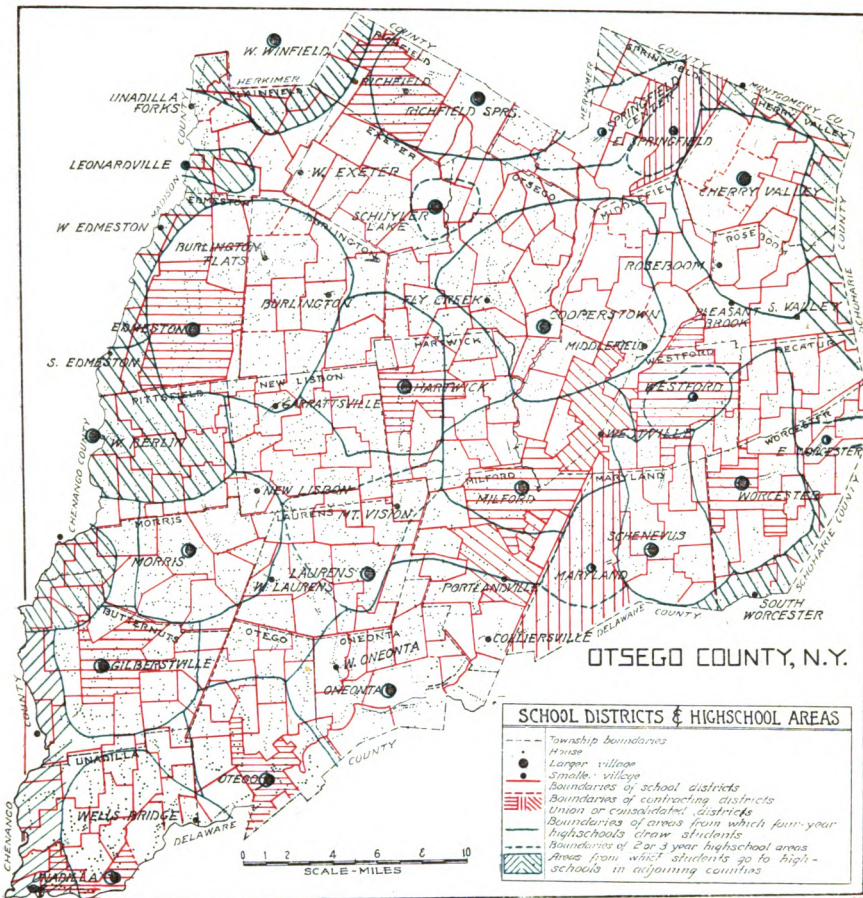 COUNTY
W. WINFIELD
RICHFIELD
HERKIMER
PLAINFIELD
RICHFIELD
RICHFIELD SPRS.
UNADILLA
FORKS
COUNTY
HERKIMER
SPRINGFIELD
COUNTY
MONTGOMERY CO
CHERRY VALLEY
SPRINGFIELD
CENTER
E. SPRINGFIELD
LEONARDVILLE
EXETER
W. EXETER
OTSEGO
CHERRY VALLEY
MADISON
EDMESTON
SCHUYLER
LAKE
MIDDLEFIELD
W EDMESTON
BURLINGTON
BURLINGTON
FLATS
ROSEBOOM
ROSEBOOM
COUNTY
BURLINGTON
FLY CREEK
COOPERSTOWN
PLEASANT
BROOK
S. VALLEY
SCHOHARIE
EDMESTON
HARTWICK
MIDDLEFIELD
WESTFORD
DECATUR
S. EDMESTON
NEW LISBON
PITTSFIELD
HARTWICK
WESTFORD
GARRATTSVILLE
W. BERLIN
WESTVILLE
WORCESTER
E. WORCESTER
CHENANGO COUNTY
NEW LISBON
MILFORD
MARYLAND
MILFORD
WORCESTER
MORRIS
LAURENS
MT. VISION
MORRIS
SCHENEVUS
LAURENS
W. LAURENS
PORTLANDVILLE
MARYLAND
SCHOHARIE COUNTY
SOUTH
WORCESTER
BUTTERNUTS
OTEGO
ONEONTA
DELAWARE COUNTY
COLLIERSVILLE
GILBERTSVILLE
W. ONEONTA
ONEONTA
OTSEGO COUNTY, N.Y.
COUNTY
UNADILLA
OTEGO
COUNTY
WELLS BRIDGE
DELAWARE
CHENANGO
UNADILLA
0 1 2 4 6 8 10
SCALE-MILES
SCHOOL DISTRICTS & HIGHSCHOOL AREAS
Township boundaries
House
Larger village
Smaller village
Boundaries of school districts
Boundaries of contracting districts
Union or consolidated districts
Boundaries of areas from which four-year
highschools draw students
Boundaries of 2 or 3 year highschool areas
Areas from which students go to high-
schools in adjoining counties